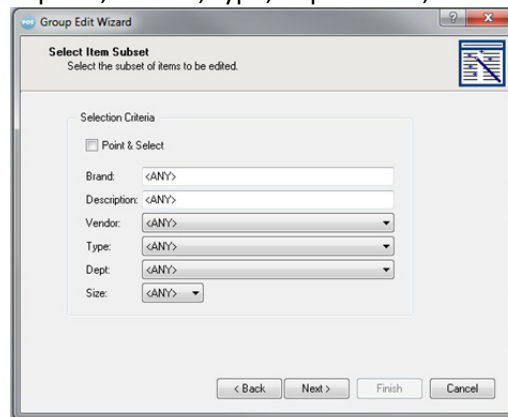 Group Edit Wizard
Select Item Subset
Select the subset of items to be edited.
Selection Criteria
Point & Select
Brand: <ANY>
Description: <ANY>
Vendor: <ANY>
Type: <ANY>
Dept: <ANY>
Size: <ANY>
< Back Next > Finish Cancel